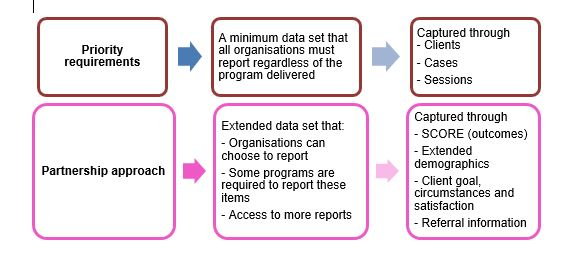 Priority
requirements
A minimum data set that
all organisations must
report regardless of the
program delivered
Captured through
- Clients
- Cases
- Sessions
Partnership approach
Extended data set that:
- Organisations can
choose to report
- Some programs are
required to report these
items
- Access to more reports
Captured through
- SCORE (outcomes)
- Extended
demographics
- Client goal,
circumstances and
satisfaction
- Referral information